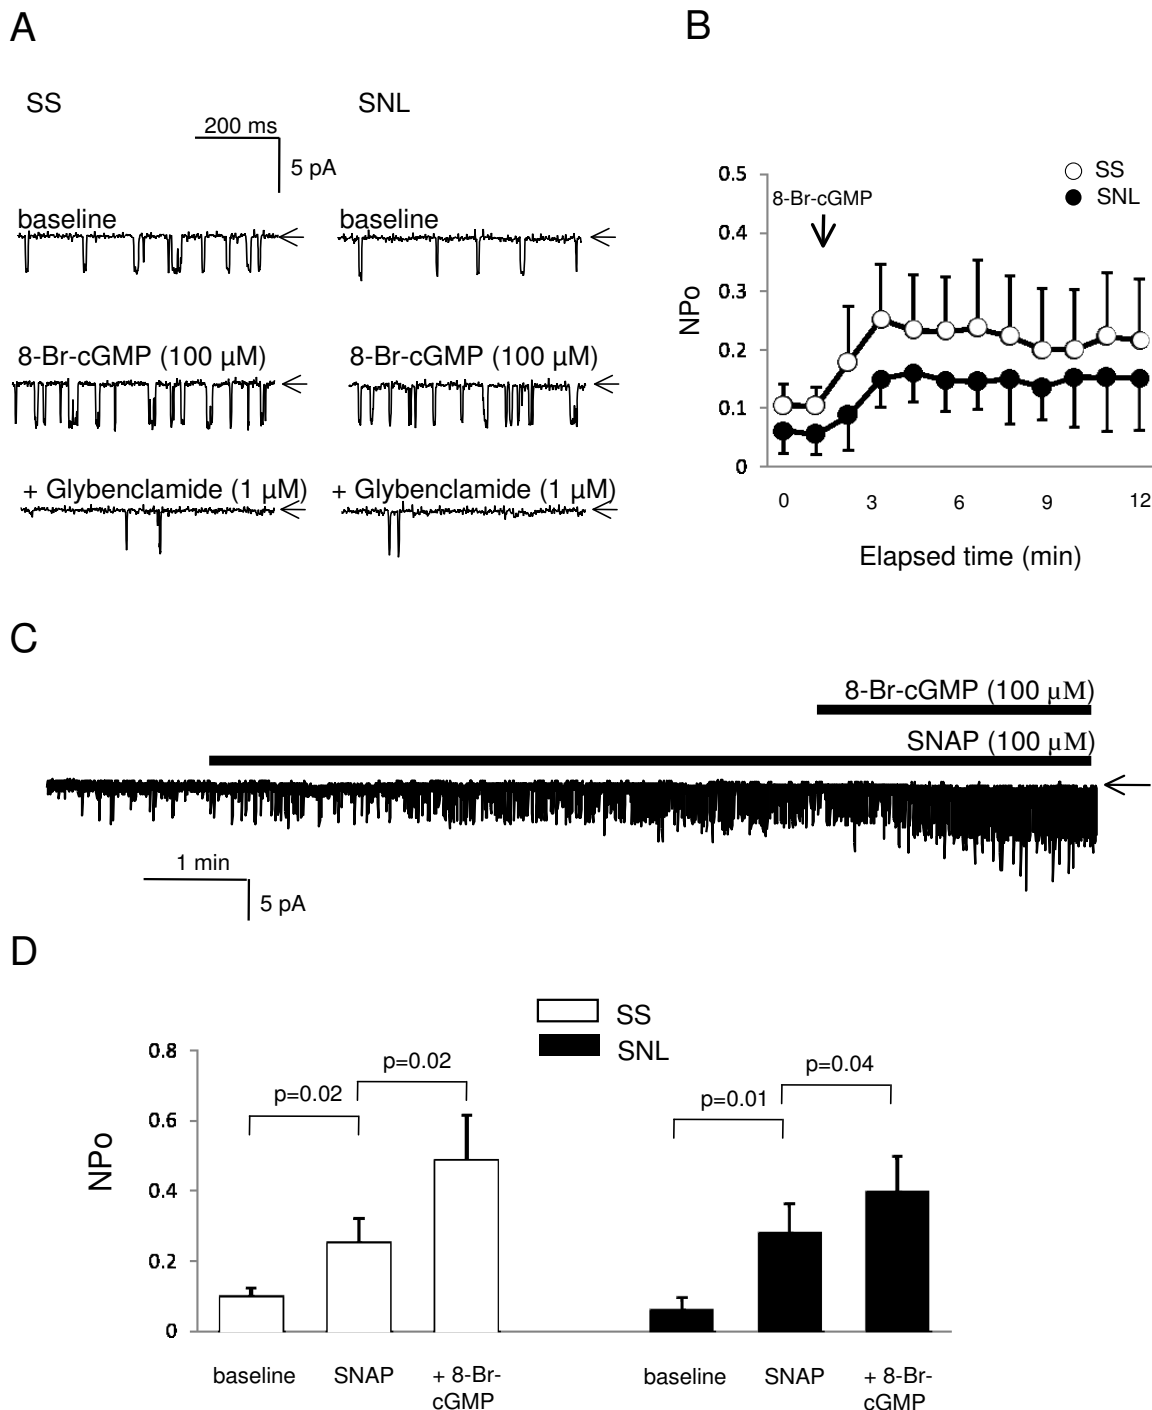 A
B
SS
SNL
200 ms
5 pA
baseline
baseline
8-Br-cGMP (100 µM)
8-Br-cGMP (100 µM)
+ Glybenclamide (1 µM)
+ Glybenclamide (1 µM)
SS
SNL
8-Br-cGMP
0.5
0.4
0.3
0.2
0.1
0
NPo
0
3
6
9
12
Elapsed time (min)
C
8-Br-cGMP (100 µM)
SNAP (100 µM)
1 min
5 pA
D
SS
SNL
0.8
0.6
0.4
0.2
0
NPo
p=0.02
p=0.02
p=0.01
p=0.04
baseline
SNAP
+ 8-Br-
cGMP
baseline
SNAP
+ 8-Br-
cGMP